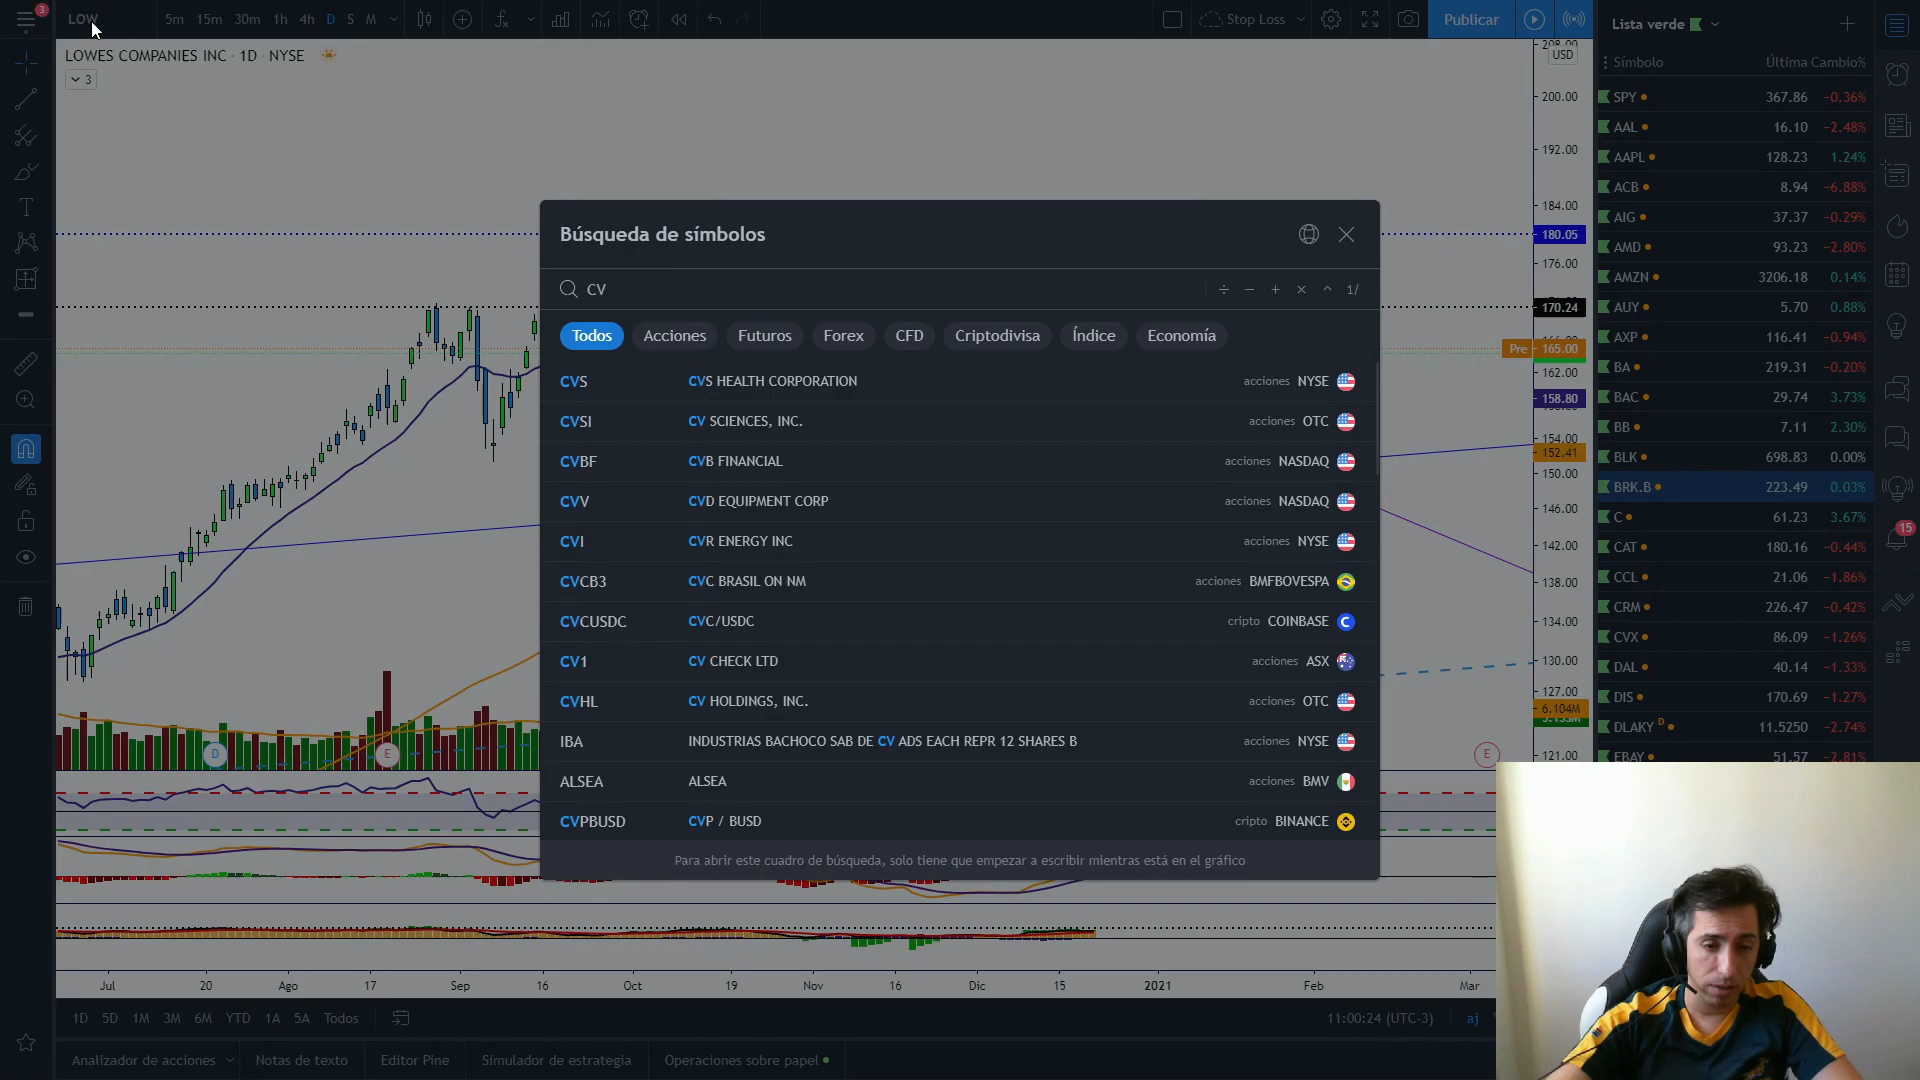 3
LOW
5m 15m 30m 1h 4h D S M
Stop Loss
Publicar
LOWES COMPANIES INC · 1D · NYSE
3
USD
200.00
192.00
184.00
180.05
176.00
170.24
Pre 165.00
162.00
158.80
154.00
152.41
150.00
146.00
142.00
138.00
134.00
130.00
127.00
6.104M
121.00
Búsqueda de símbolos
CV
÷ − + × ^ 1/
Todos Acciones Futuros Forex CFD Criptodivisa Índice Economía
CVS CVS HEALTH CORPORATION acciones NYSE
CVSI CV SCIENCES, INC. acciones OTC
CVBF CVB FINANCIAL acciones NASDAQ
CVV CVD EQUIPMENT CORP acciones NASDAQ
CVI CVR ENERGY INC acciones NYSE
CVCB3 CVC BRASIL ON NM acciones BMFBOVESPA
CVCUSDC CVC/USDC cripto COINBASE
CV1 CV CHECK LTD acciones ASX
CVHL CV HOLDINGS, INC. acciones OTC
IBA INDUSTRIAS BACHOCO SAB DE CV ADS EACH REPR 12 SHARES B acciones NYSE
ALSEA ALSEA acciones BMV
CVPBUSD CVP / BUSD cripto BINANCE
Para abrir este cuadro de búsqueda, solo tiene que empezar a escribir mientras está en el gráfico
D
E
E
Jul 20 Ago 17 Sep 16 Oct 19 Nov 16 Dic 15 2021 Feb Mar
1D 5D 1M 3M 6M YTD 1A 5A Todos
11:00:24 (UTC-3)
aj
Analizador de acciones Notas de texto Editor Pine Simulador de estrategia Operaciones sobre papel
Lista verde
Símbolo Última Cambio%
SPY 367.86 −0.36%
AAL 16.10 −2.48%
AAPL 128.23 1.24%
ACB 8.94 −6.88%
AIG 37.37 −0.29%
AMD 93.23 −2.80%
AMZN 3206.18 0.14%
AUY 5.70 0.88%
AXP 116.41 −0.94%
BA 219.31 −0.20%
BAC 29.74 3.73%
BB 7.11 2.30%
BLK 698.83 0.00%
BRK.B 223.49 0.03%
C 61.23 3.67%
CAT 180.16 −0.44%
CCL 21.06 −1.86%
CRM 226.47 −0.42%
CVX 86.09 −1.26%
DAL 40.14 −1.33%
DIS 170.69 −1.27%
DLAKY D 11.5250 −2.74%
EBAY 51.57 −2.81%
15